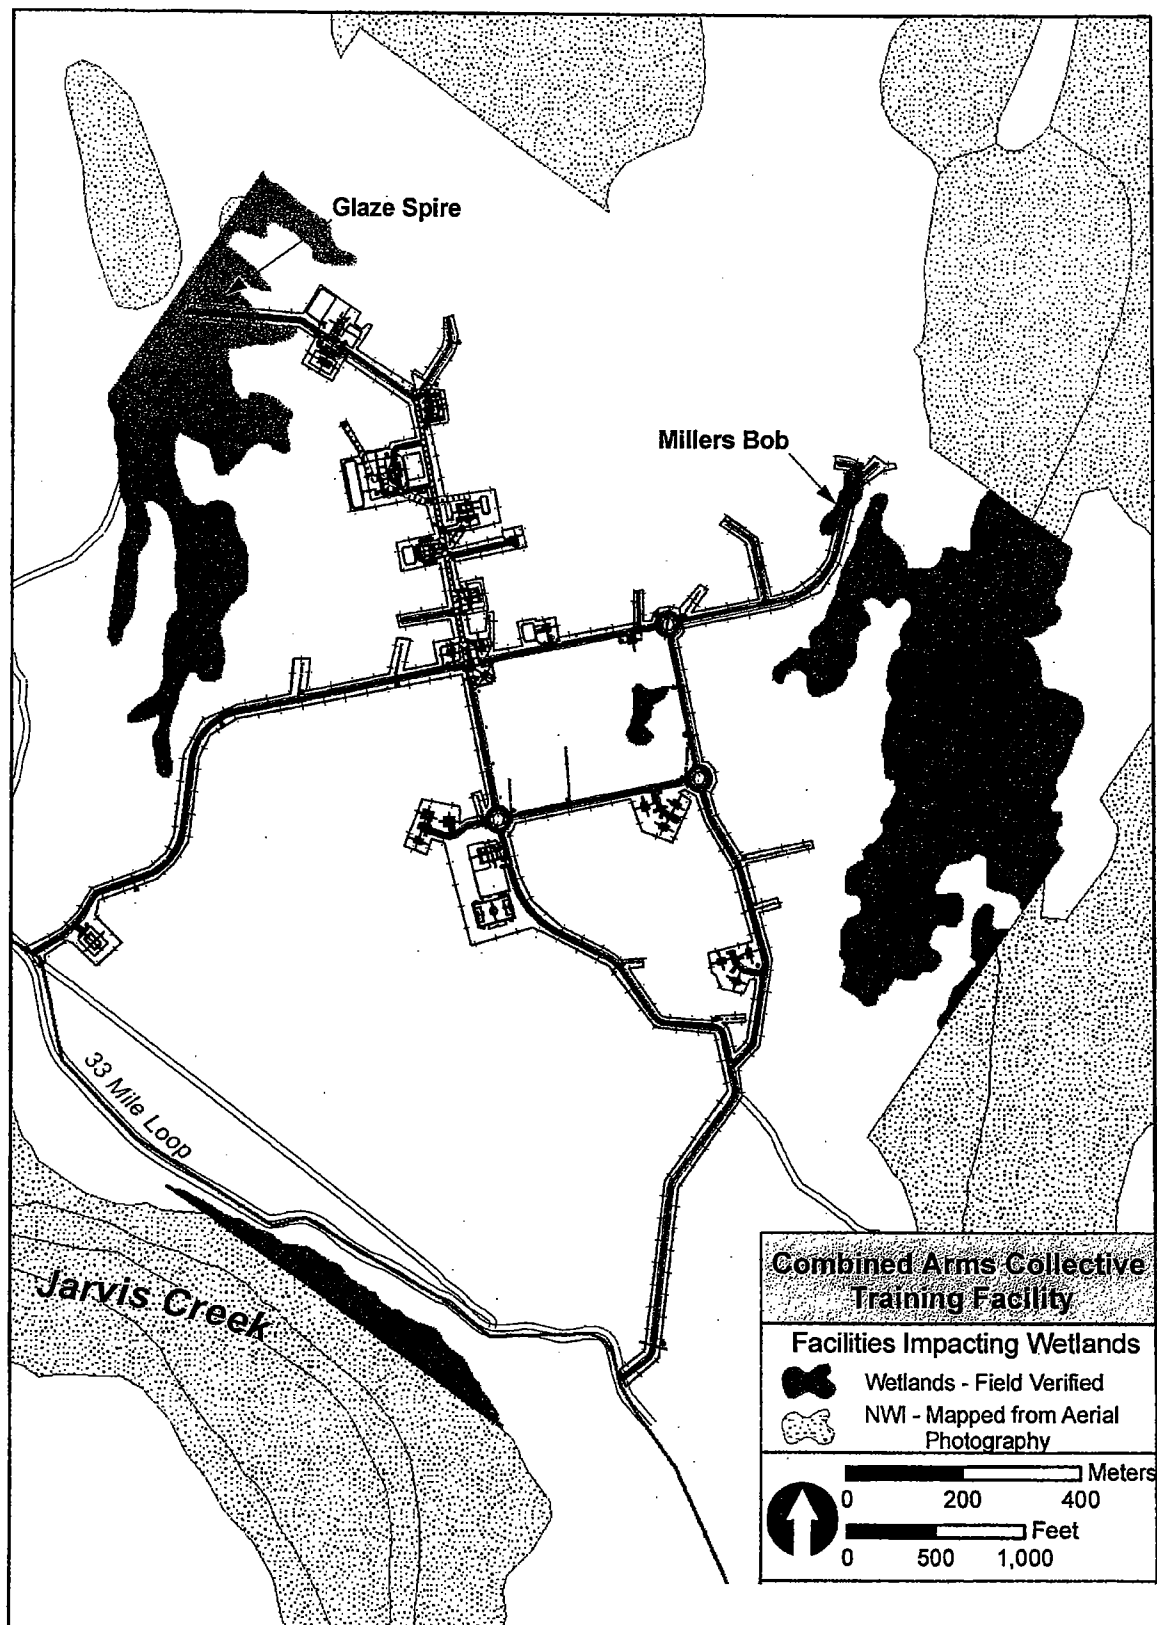 Glaze Spire
Millers Bob
33 Mile Loop
Jarvis Creek
Combined Arms Collective
Training Facility
Facilities Impacting Wetlands
Wetlands - Field Verified
NWI - Mapped from Aerial
Photography
Meters
0 200 400
Feet
0 500 1,000